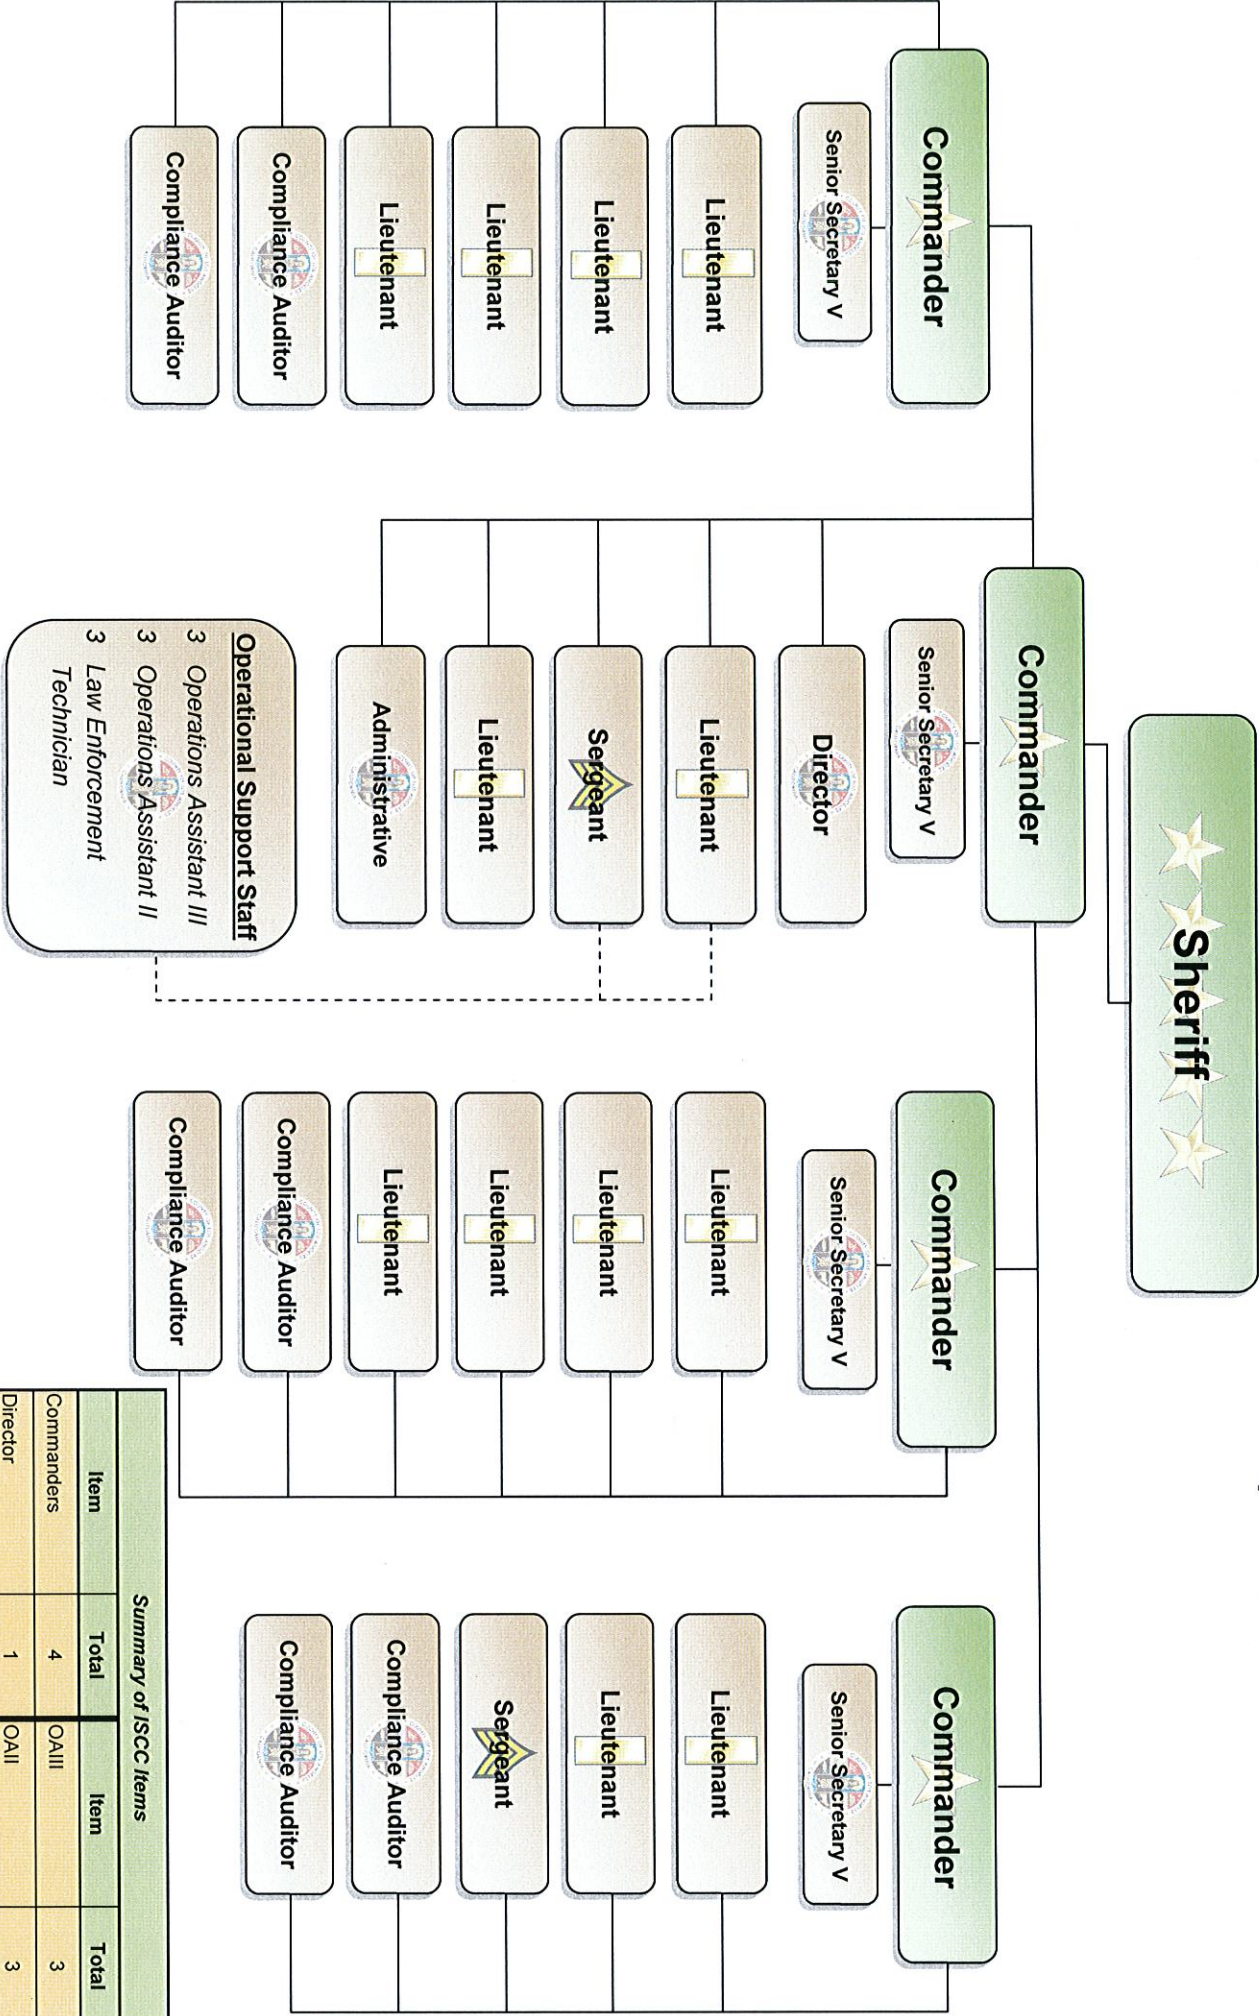 Sheriff
Commander
Senior Secretary V
Director
Lieutenant
Sergeant
Lieutenant
Administrative
Operational Support Staff
3 Operations Assistant III
3 Operations Assistant II
3 Law Enforcement
Technician
Commander
Senior Secretary V
Lieutenant
Lieutenant
Lieutenant
Lieutenant
Compliance Auditor
Compliance Auditor
Commander
Senior Secretary V
Lieutenant
Lieutenant
Lieutenant
Lieutenant
Compliance Auditor
Compliance Auditor
Commander
Senior Secretary V
Lieutenant
Lieutenant
Sergeant
Compliance Auditor
Compliance Auditor
Summary of ISCC Items
Item Total Item Total
Commanders 4 OAIII 3
Director 1 OAII 3